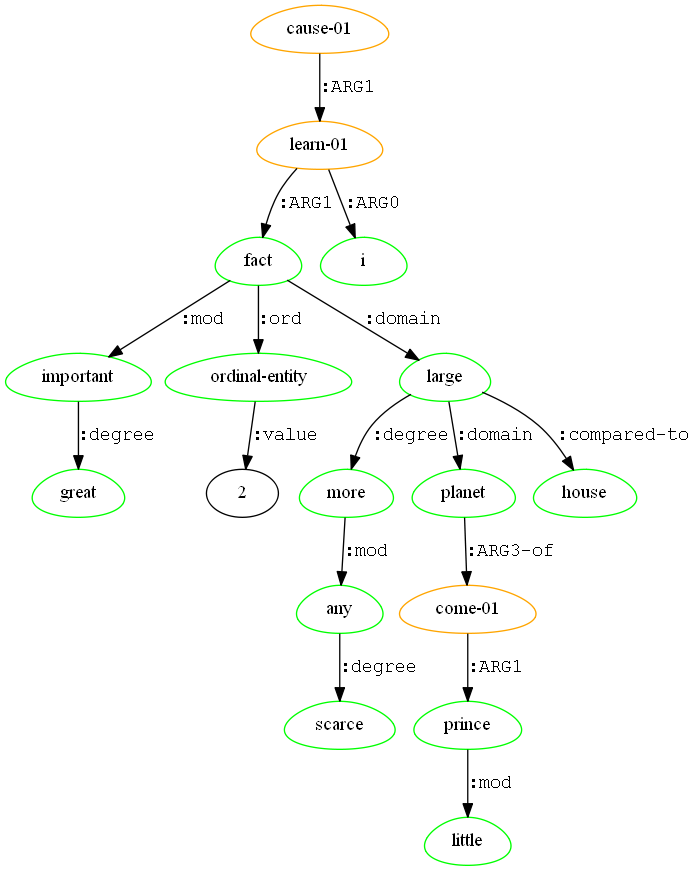 cause-01
:ARG1
learn-01
:ARG1 :ARG0
fact i
:mod :ord :domain
important ordinal-entity large
:degree :value :degree :domain :compared-to
great 2 more planet house
:mod :ARG3-of
any come-01
:degree :ARG1
scarce prince
:mod
little